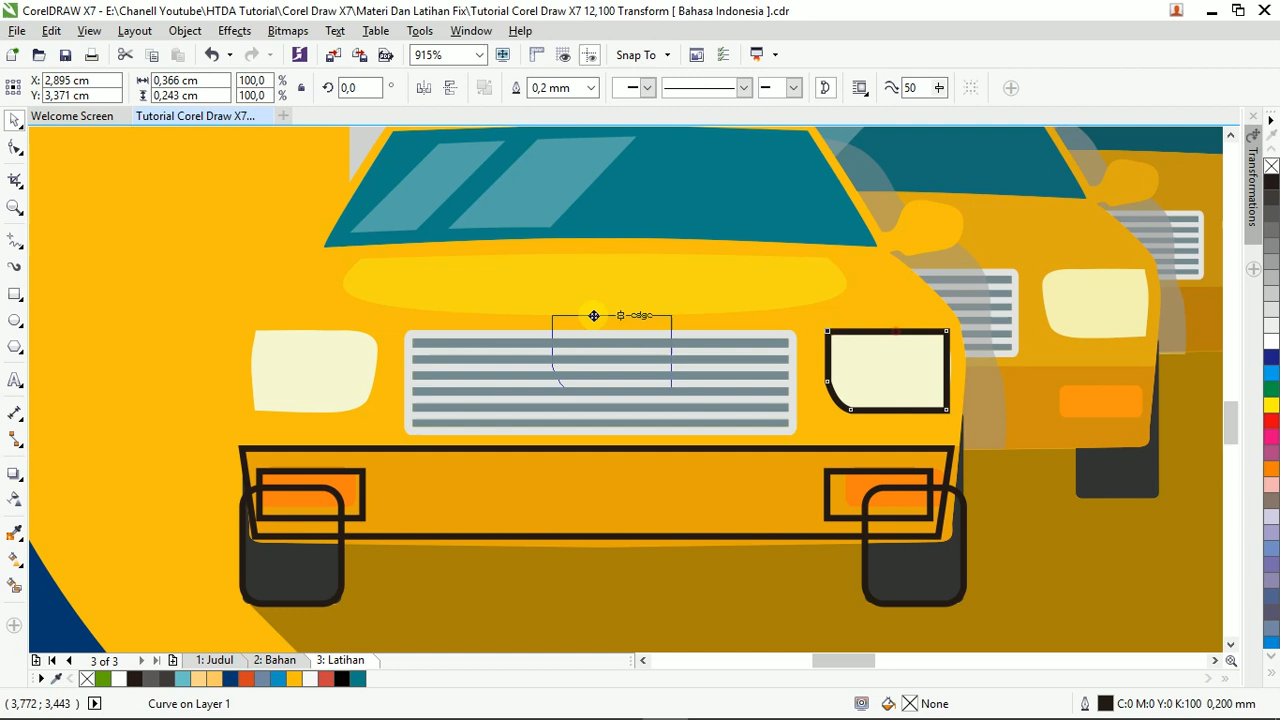 CorelDRAW X7 - E:\Chanell Youtube\HTDA Tutorial\Corel Draw X7\Materi Dan Latihan Fix\Tutorial Corel Draw X7 12,100 Transform [ Bahasa Indonesia ].cdr
File Edit View Layout Object Effects Bitmaps Text Table Tools Window Help
915% Snap To
X: 2,895 cm 0,366 cm 100,0 % 0,0 ° 0,2 mm 50
Y: 3,371 cm 0,243 cm 100,0 %
Welcome Screen Tutorial Corel Draw X7...
Transformations
edge
3 of 3 1: Judul 2: Bahan 3: Latihan
( 3,772 ; 3,443 ) Curve on Layer 1 None C:0 M:0 Y:0 K:100 0,200 mm